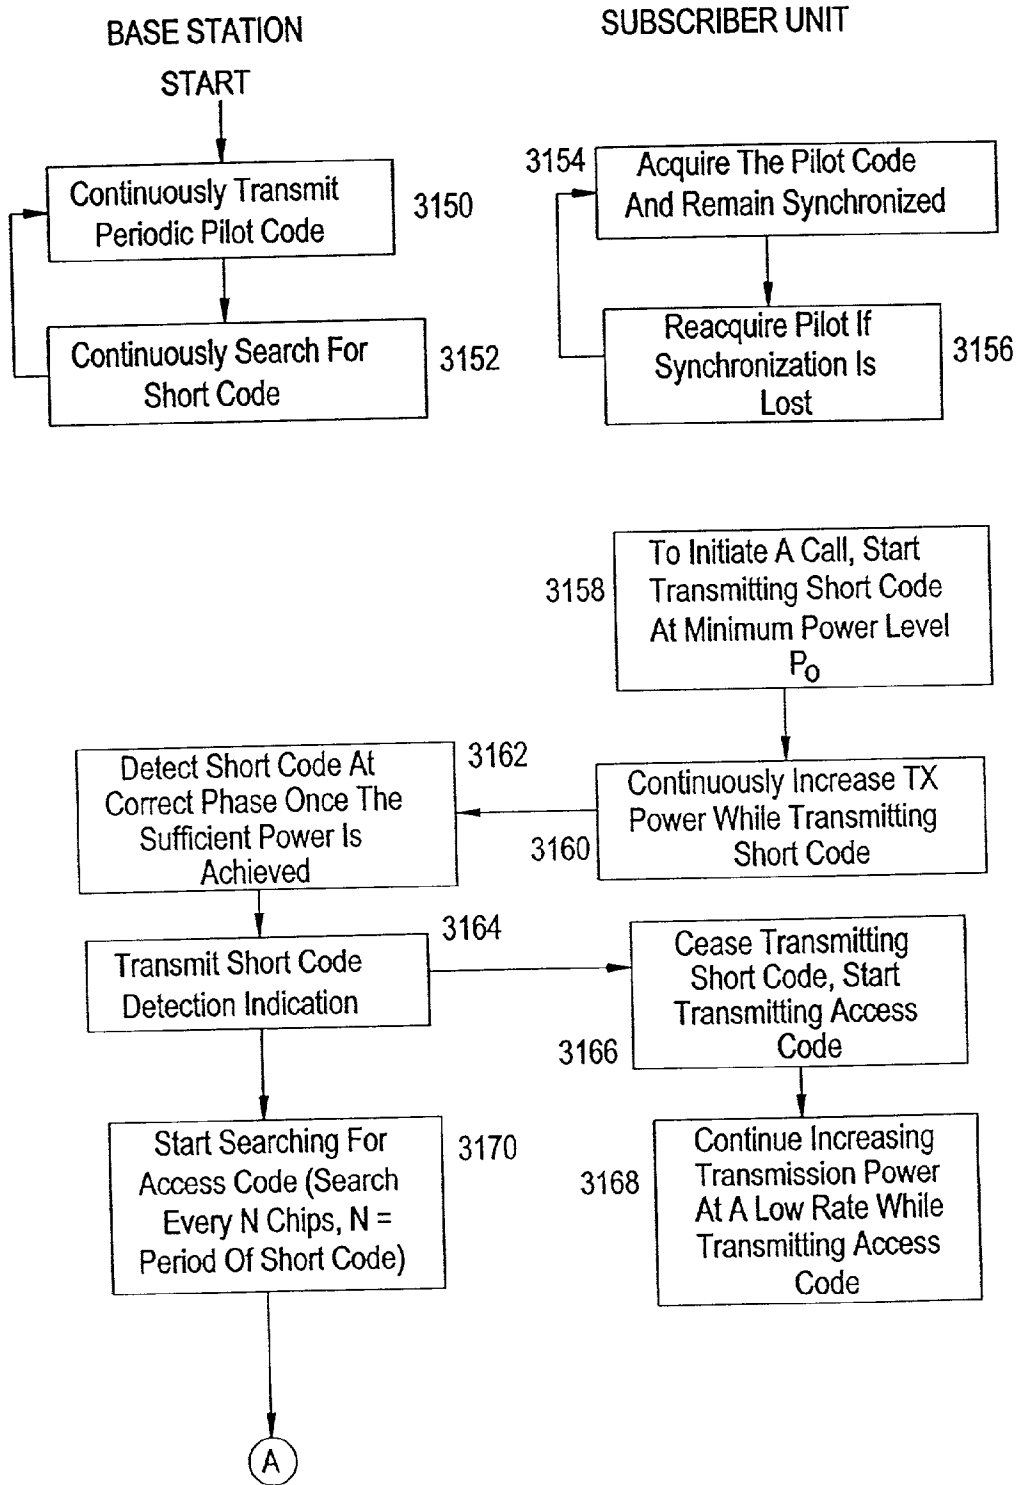 BASE STATION
START
SUBSCRIBER UNIT
Continuously Transmit
Periodic Pilot Code
3150
3154
Acquire The Pilot Code
And Remain Synchronized
Continuously Search For
Short Code
3152
Reacquire Pilot If
Synchronization Is
Lost
3156
3158
To Initiate A Call, Start
Transmitting Short Code
At Minimum Power Level
P0
Detect Short Code At
Correct Phase Once The
Sufficient Power Is
Achieved
3162
3160
Continuously Increase TX
Power While Transmitting
Short Code
Transmit Short Code
Detection Indication
3164
3166
Cease Transmitting
Short Code, Start
Transmitting Access
Code
Start Searching For
Access Code (Search
Every N Chips, N =
Period Of Short Code)
3170
3168
Continue Increasing
Transmission Power
At A Low Rate While
Transmitting Access
Code
A